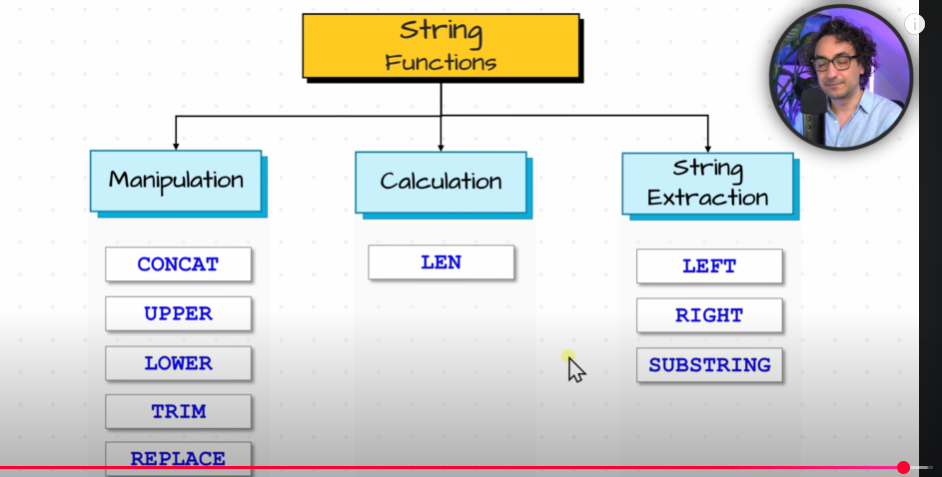 String
Functions
Manipulation
Calculation
String
Extraction
CONCAT
UPPER
LOWER
TRIM
REPLACE
LEN
LEFT
RIGHT
SUBSTRING
i